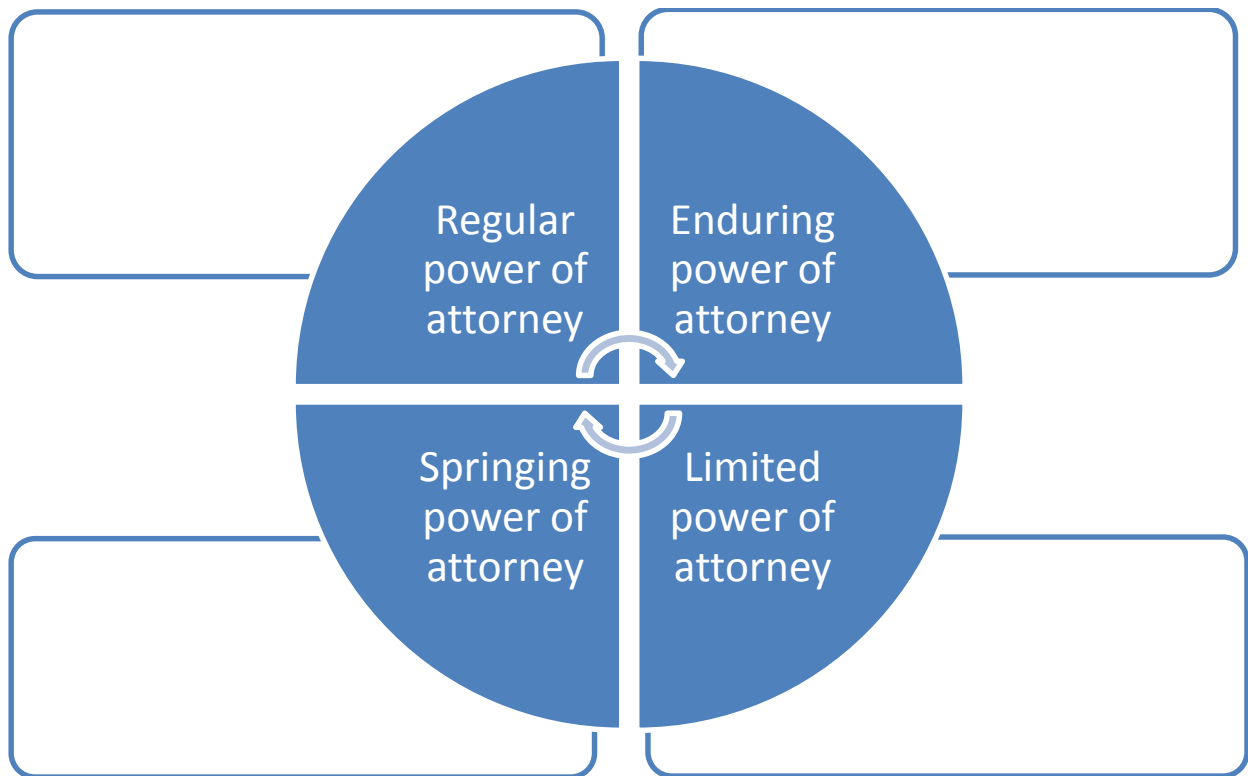 Regular
power of
attorney
Enduring
power of
attorney
Springing
power of
attorney
Limited
power of
attorney